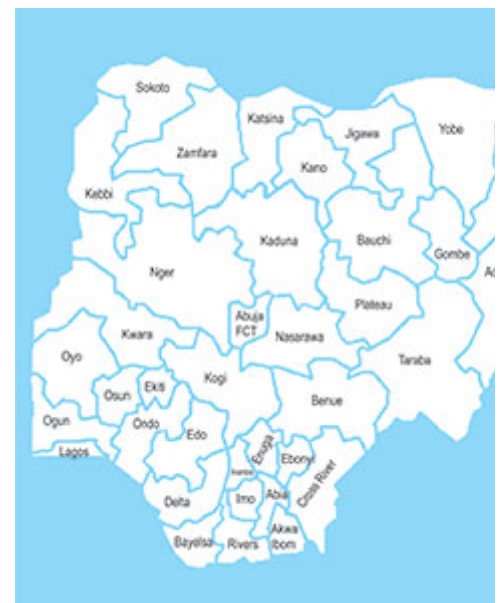 Sokoto
Katsina
Jigawa
Yobe
Zamfara
Kano
Kebbi
Kaduna
Bauchi
Gombe
Nger
Plateau
Abuja
FCT
Kwara
Nasarawa
Oyo
Taraba
Kogi
Ekiti
Osun
Benue
Ogun
Ondo
Edo
Lagos
Enuga
Ebonyi
Cross River
Delta
Imo
Abia
Bayelsa
Rivers
Akwa
Ibom